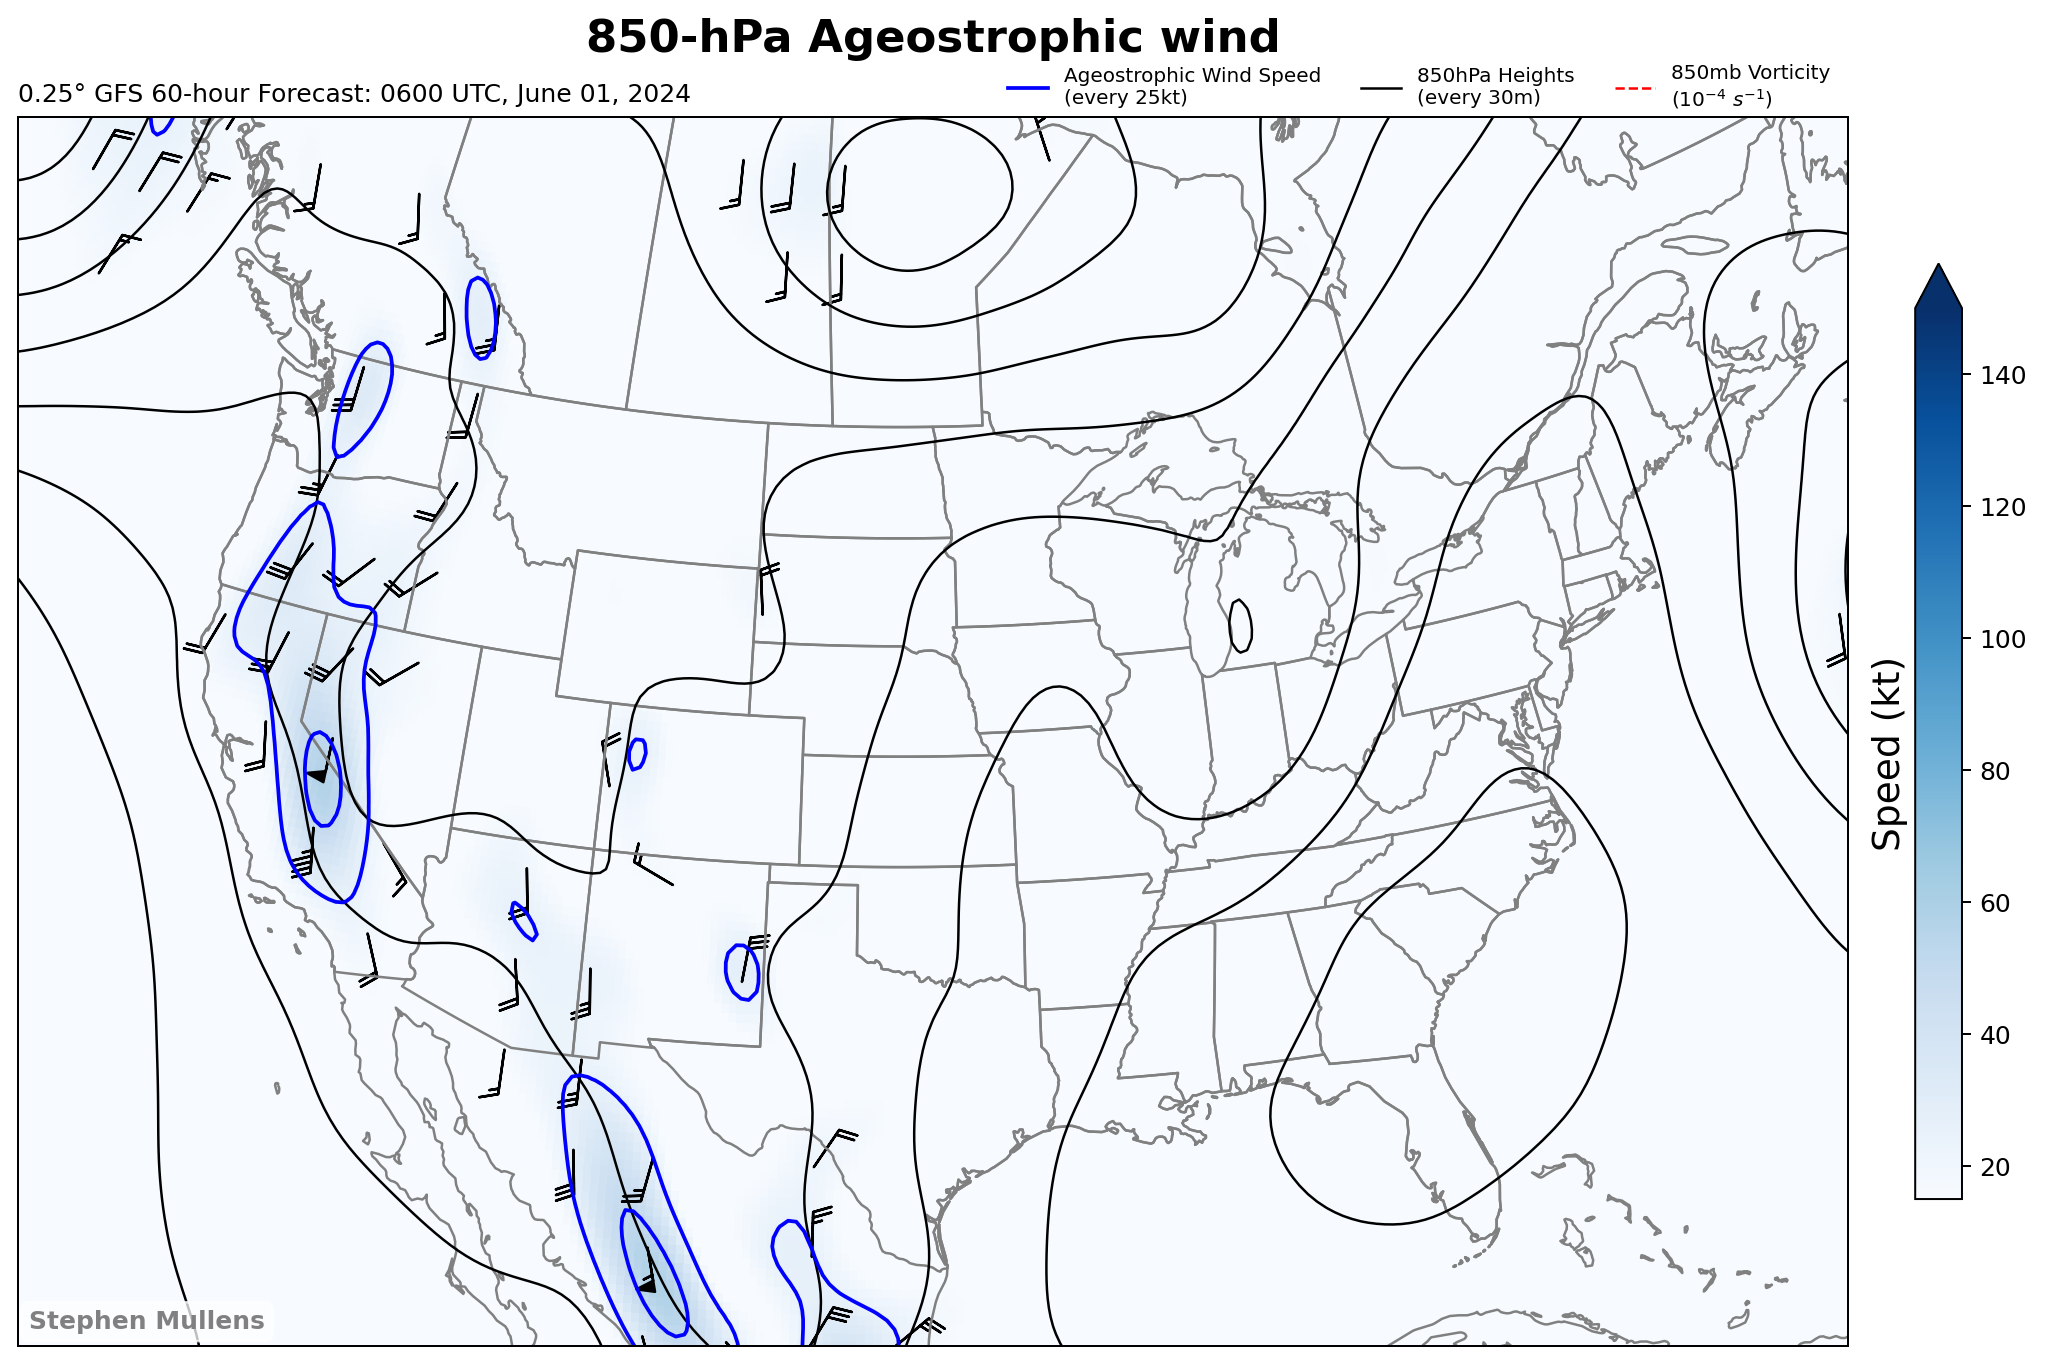 850-hPa Ageostrophic wind
0.25° GFS 60-hour Forecast: 0600 UTC, June 01, 2024
Ageostrophic Wind Speed
(every 25kt)
850hPa Heights
(every 30m)
850mb Vorticity
(10⁻⁴ s⁻¹)
140
120
100
80
60
40
20
Speed (kt)
Stephen Mullens